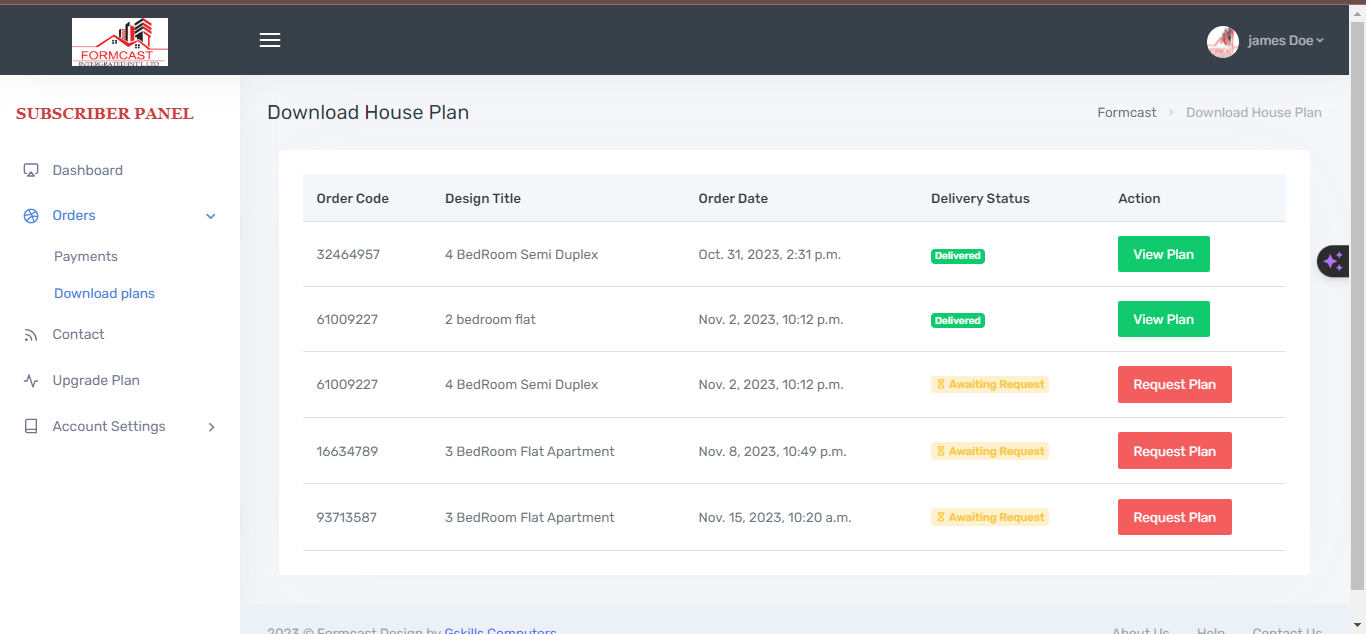 FORMCAST
INTERGRATED INT'L LTD
james Doe
SUBSCRIBER PANEL
Dashboard
Orders
Payments
Download plans
Contact
Upgrade Plan
Account Settings
Download House Plan
Formcast > Download House Plan
Order Code Design Title Order Date Delivery Status Action
32464957 4 BedRoom Semi Duplex Oct. 31, 2023, 2:31 p.m. Delivered View Plan
61009227 2 bedroom flat Nov. 2, 2023, 10:12 p.m. Delivered View Plan
61009227 4 BedRoom Semi Duplex Nov. 2, 2023, 10:12 p.m. Awaiting Request Request Plan
16634789 3 BedRoom Flat Apartment Nov. 8, 2023, 10:49 p.m. Awaiting Request Request Plan
93713587 3 BedRoom Flat Apartment Nov. 15, 2023, 10:20 a.m. Awaiting Request Request Plan
2023 © Formcast Design by Gskills Computers About Us Help Contact Us